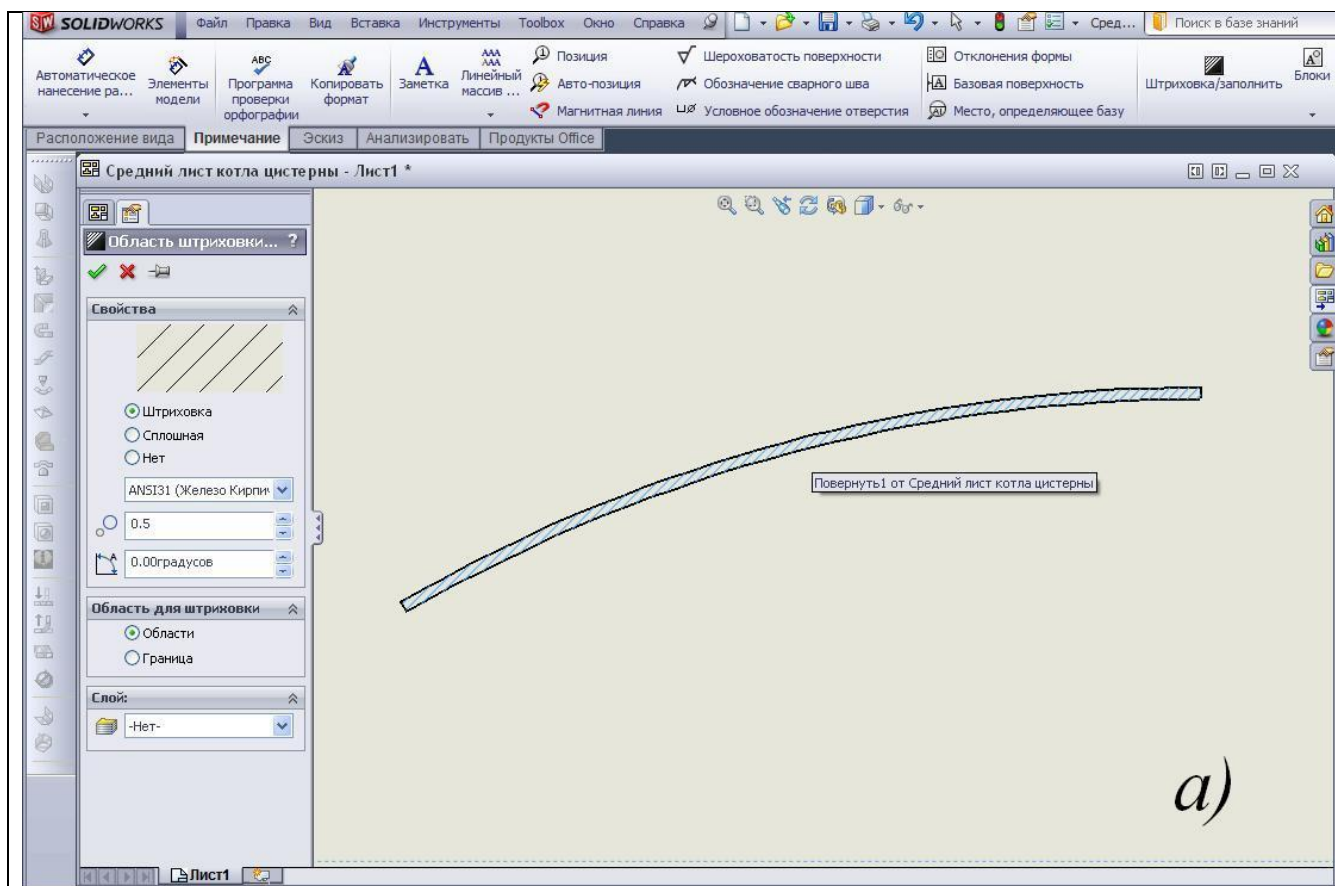 SOLIDWORKS Файл Правка Вид Вставка Инструменты Toolbox Окно Справка Сред... Поиск в базе знаний
Автоматическое нанесение ра...
Элементы модели
ABC
Программа проверки орфографии
Копировать формат
A
Заметка
Линейный массив ...
Позиция
Авто-позиция
Магнитная линия
Шероховатость поверхности
Обозначение сварного шва
Условное обозначение отверстия
Отклонения формы
Базовая поверхность
Место, определяющее базу
Штриховка/заполнить
Блоки
Расположение вида Примечание Эскиз Анализировать Продукты Office
Средний лист котла цистерны - Лист1 *
Область штриховки... ?
Свойства
Штриховка
Сплошная
Нет
ANSI31 (Железо Кирпич
0.5
0.00градусов
Область для штриховки
Области
Граница
Слой:
-Нет-
Повернуть1 от Средний лист котла цистерны
а)
Лист1